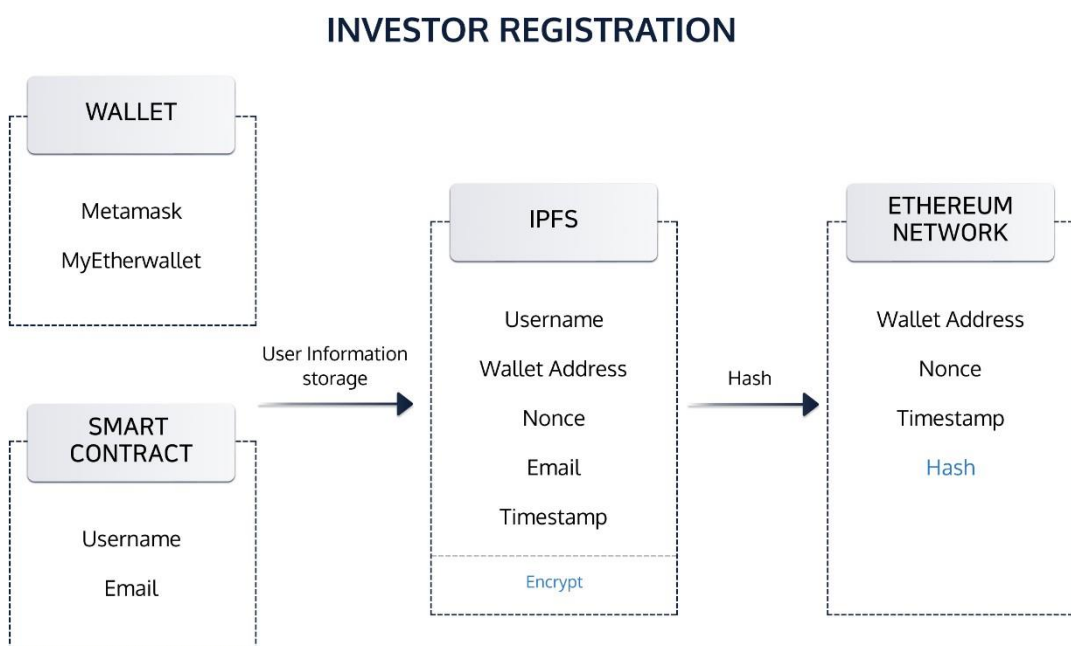 INVESTOR REGISTRATION
WALLET
Metamask
MyEtherwallet
SMART
CONTRACT
Username
Email
User Information
storage
IPFS
Username
Wallet Address
Nonce
Email
Timestamp
Encrypt
Hash
ETHEREUM
NETWORK
Wallet Address
Nonce
Timestamp
Hash